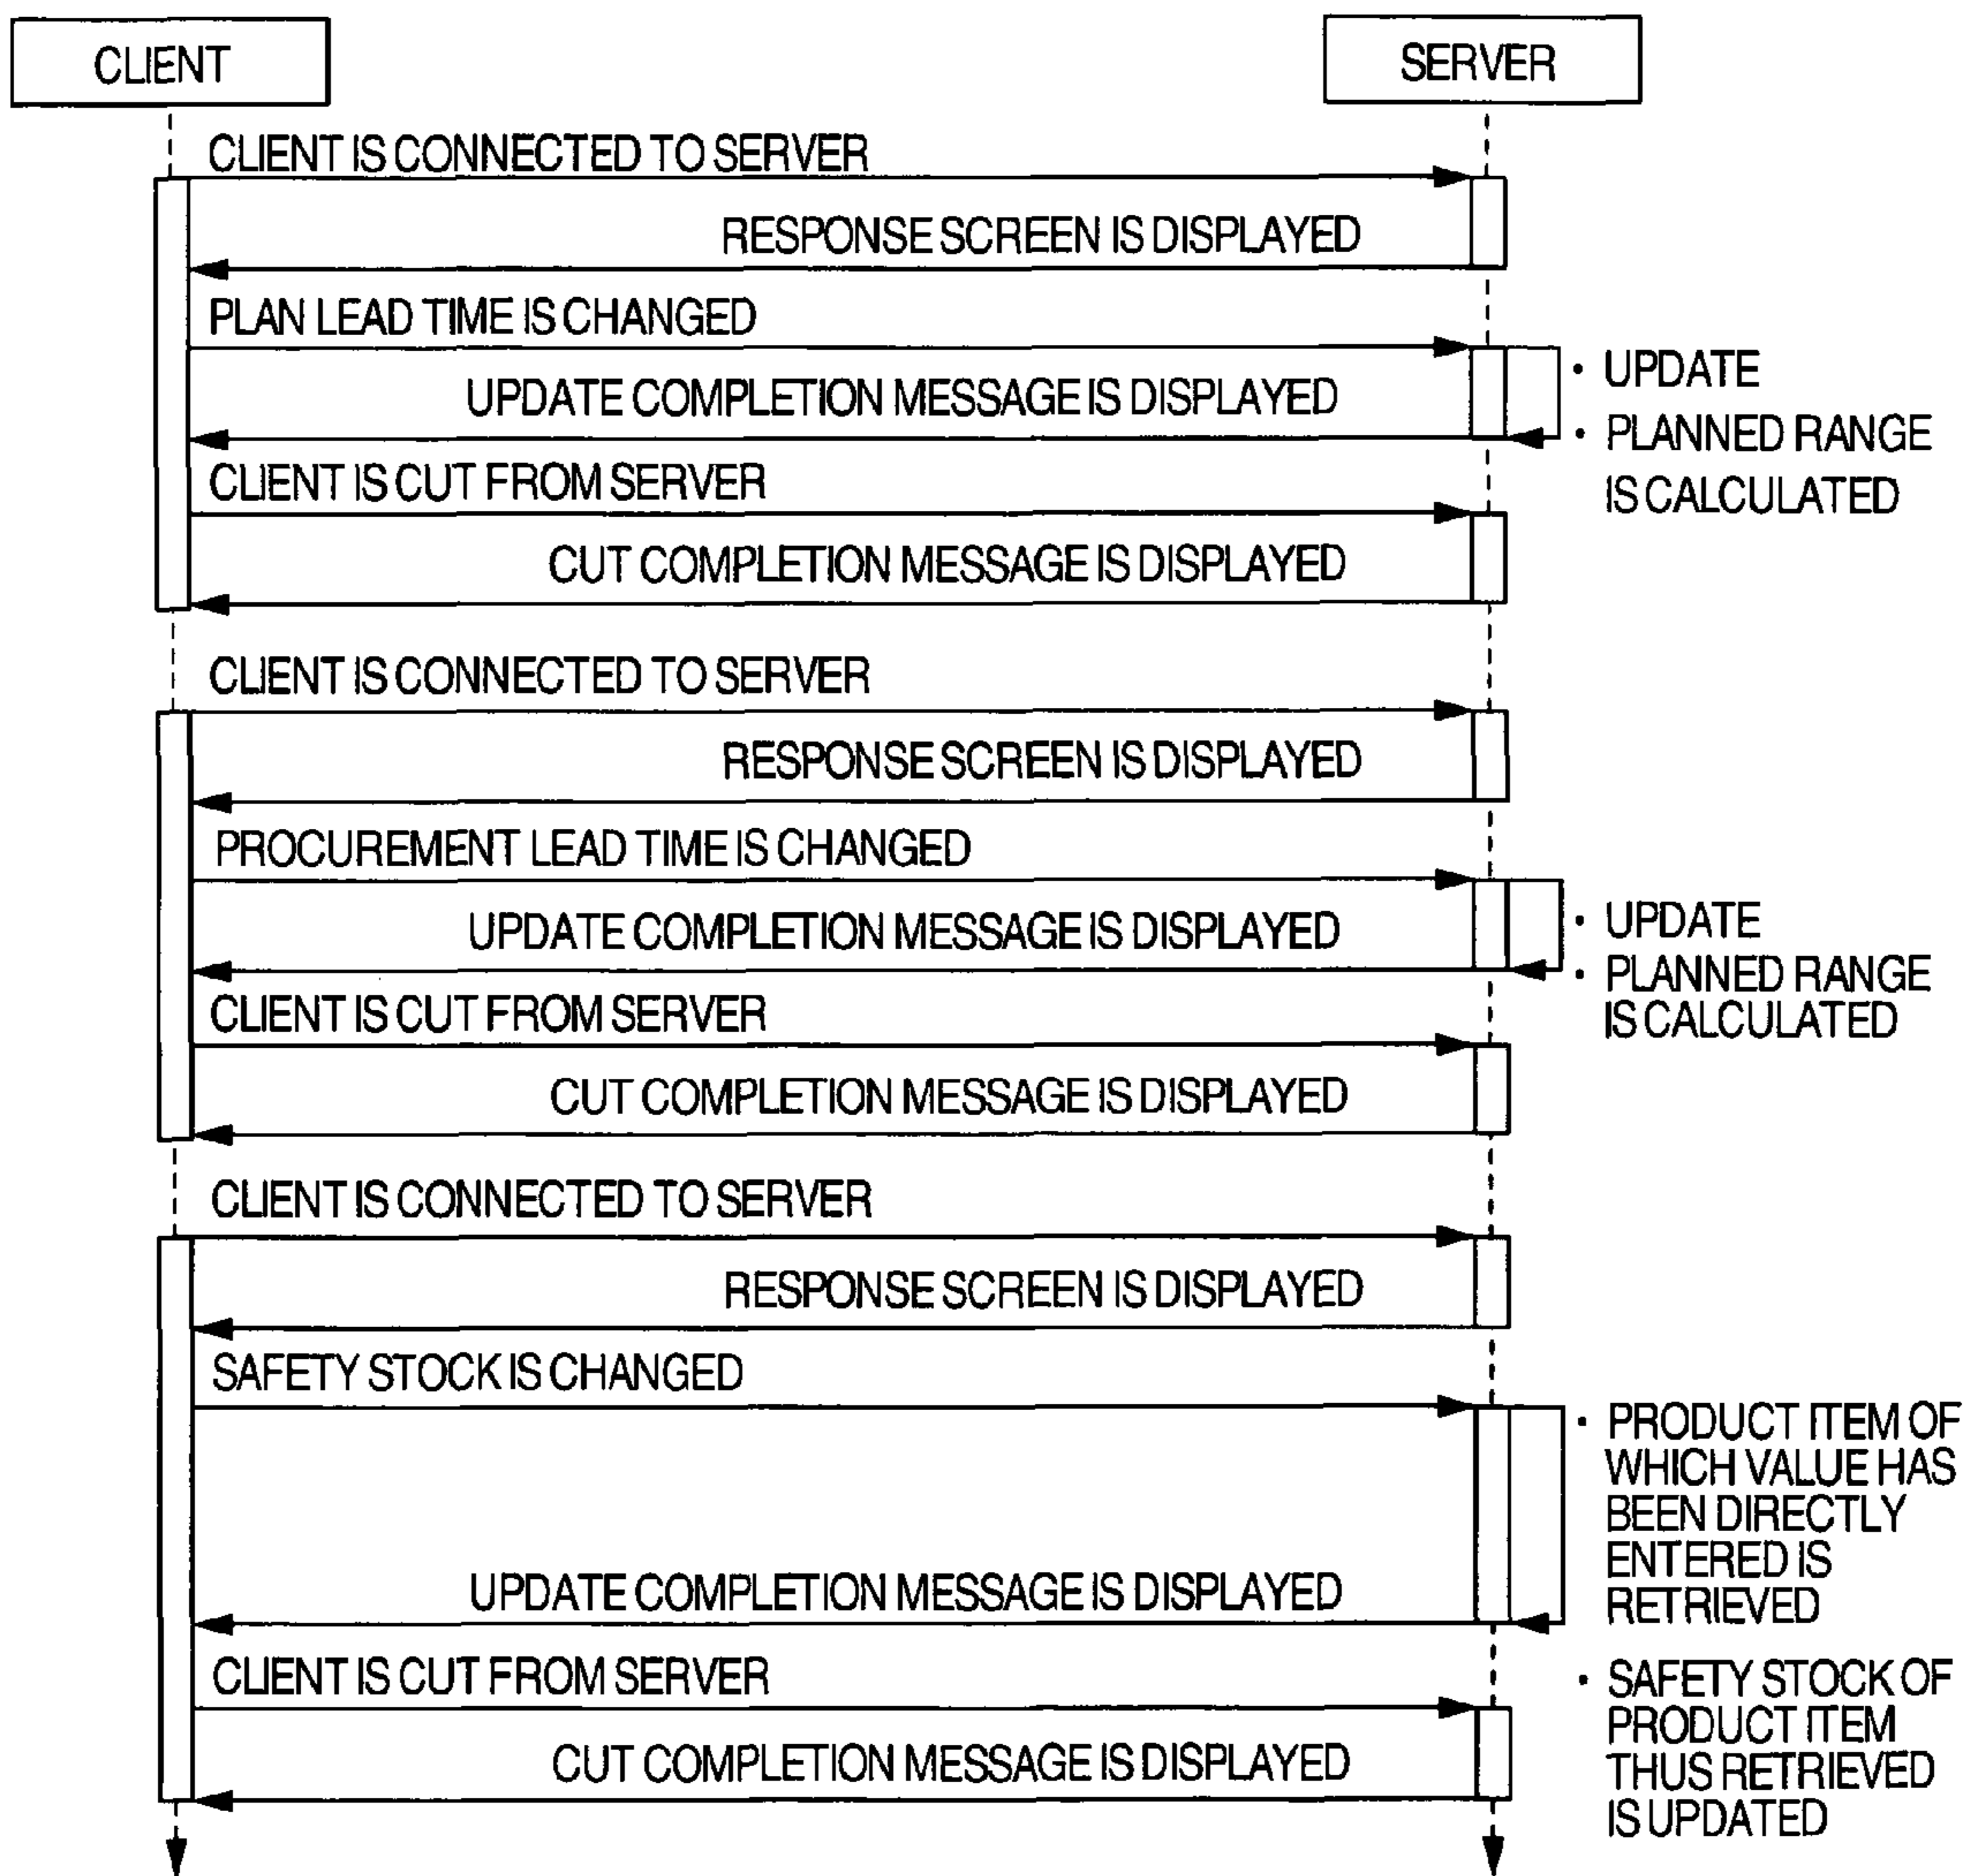 CLIENT
SERVER
CLIENT IS CONNECTED TO SERVER
RESPONSE SCREEN IS DISPLAYED
PLAN LEAD TIME IS CHANGED
UPDATE COMPLETION MESSAGE IS DISPLAYED
· UPDATE
· PLANNED RANGE
IS CALCULATED
CLIENT IS CUT FROM SERVER
CUT COMPLETION MESSAGE IS DISPLAYED
CLIENT IS CONNECTED TO SERVER
RESPONSE SCREEN IS DISPLAYED
PROCUREMENT LEAD TIME IS CHANGED
UPDATE COMPLETION MESSAGE IS DISPLAYED
· UPDATE
· PLANNED RANGE
IS CALCULATED
CLIENT IS CUT FROM SERVER
CUT COMPLETION MESSAGE IS DISPLAYED
CLIENT IS CONNECTED TO SERVER
RESPONSE SCREEN IS DISPLAYED
SAFETY STOCK IS CHANGED
· PRODUCT ITEM OF
WHICH VALUE HAS
BEEN DIRECTLY
ENTERED IS
RETRIEVED
UPDATE COMPLETION MESSAGE IS DISPLAYED
CLIENT IS CUT FROM SERVER
· SAFETY STOCK OF
PRODUCT ITEM
THUS RETRIEVED
IS UPDATED
CUT COMPLETION MESSAGE IS DISPLAYED